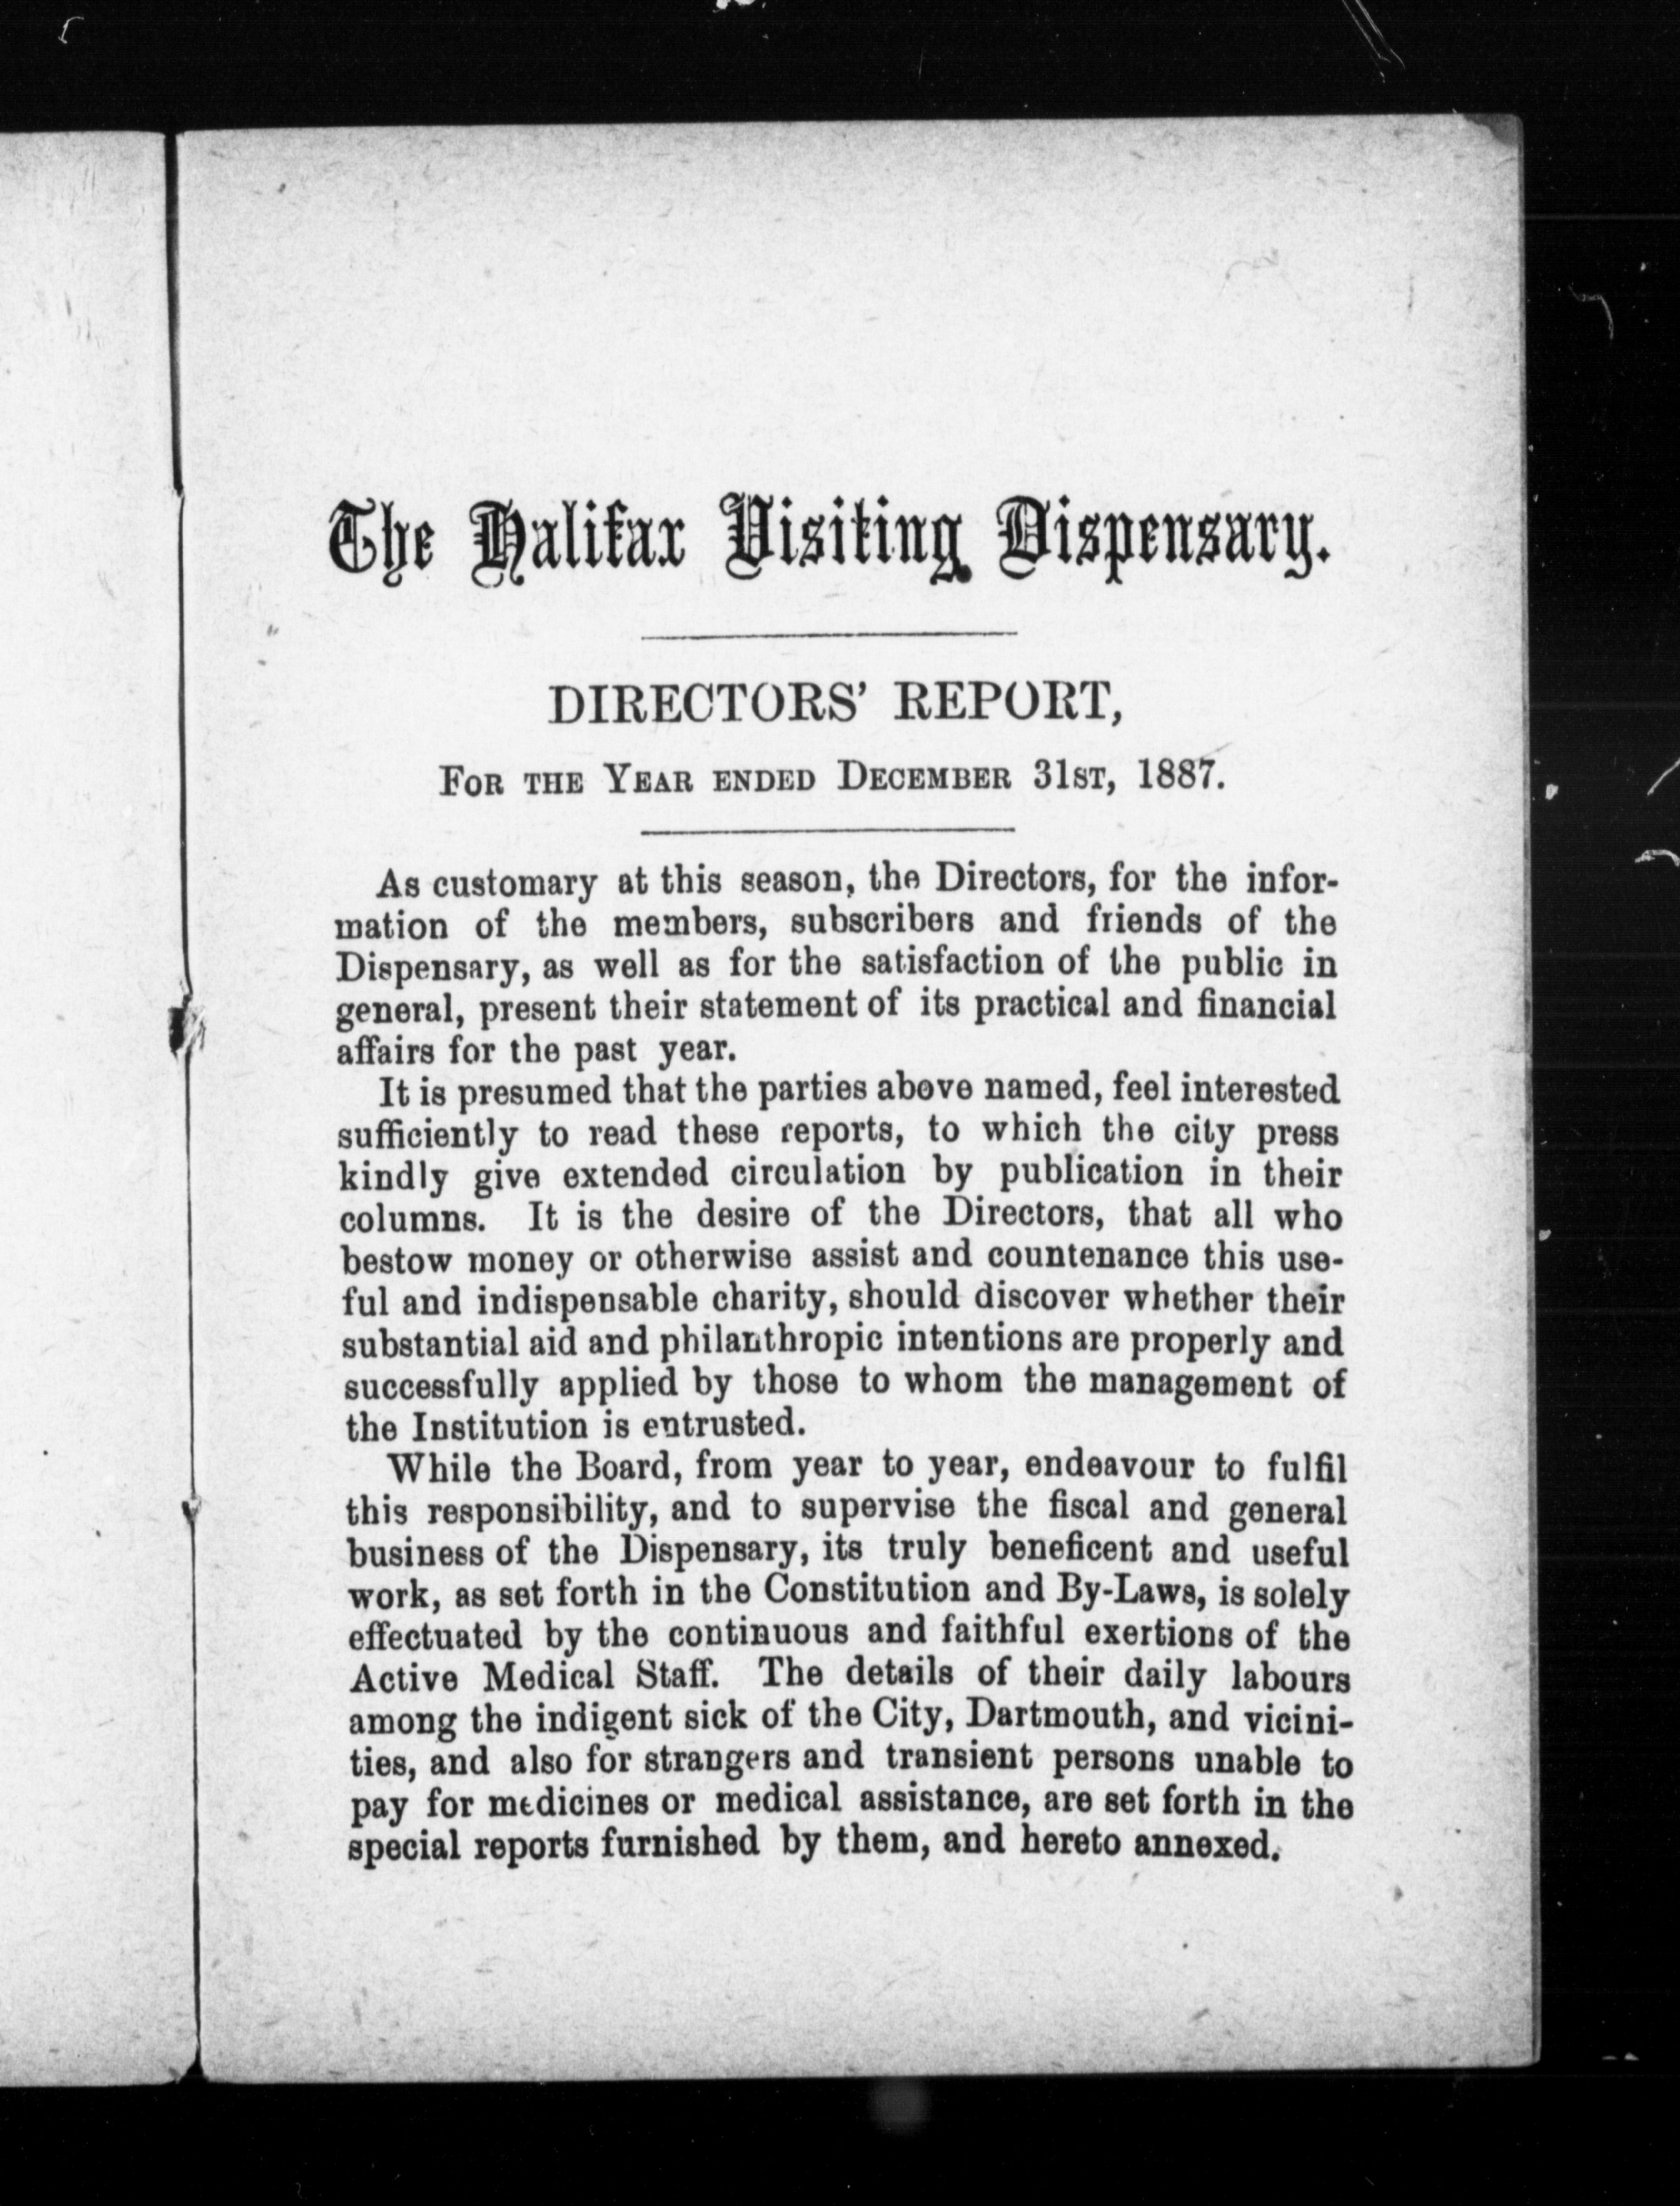 The Halifax Visiting Dispensary.
DIRECTORS' REPORT,
FOR THE YEAR ENDED DECEMBER 31ST, 1887.
As customary at this season, the Directors, for the infor-
mation of the members, subscribers and friends of the
Dispensary, as well as for the satisfaction of the public in
general, present their statement of its practical and financial
affairs for the past year.
It is presumed that the parties above named, feel interested
sufficiently to read these reports, to which the city press
kindly give extended circulation by publication in their
columns. It is the desire of the Directors, that all who
bestow money or otherwise assist and countenance this use-
ful and indispensable charity, should discover whether their
substantial aid and philanthropic intentions are properly and
successfully applied by those to whom the management of
the Institution is entrusted.
While the Board, from year to year, endeavour to fulfil
this responsibility, and to supervise the fiscal and general
business of the Dispensary, its truly beneficent and useful
work, as set forth in the Constitution and By-Laws, is solely
effectuated by the continuous and faithful exertions of the
Active Medical Staff. The details of their daily labours
among the indigent sick of the City, Dartmouth, and vicini-
ties, and also for strangers and transient persons unable to
pay for medicines or medical assistance, are set forth in the
special reports furnished by them, and hereto annexed.